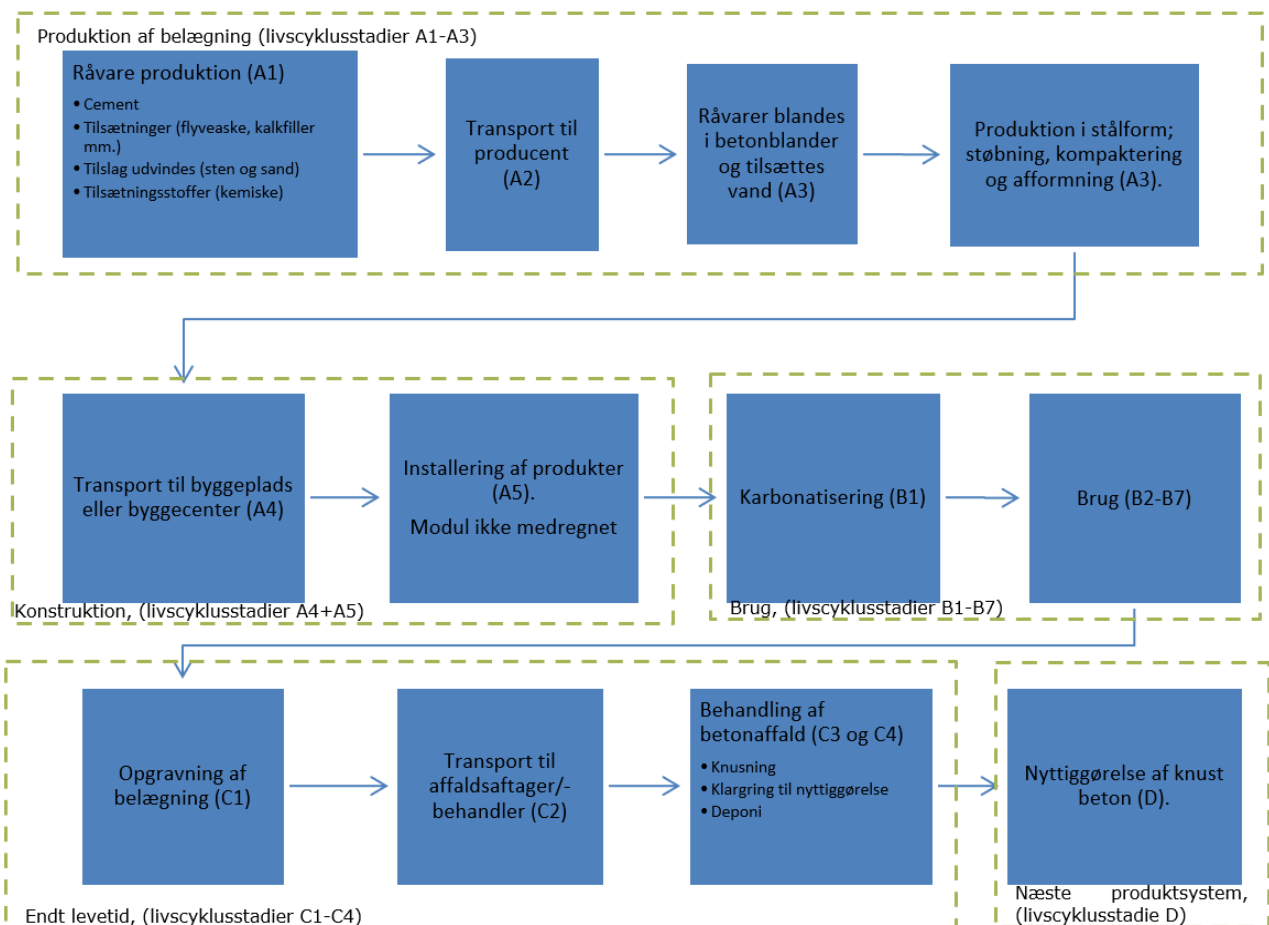 Produktion af belægning (livscyklusstadier A1-A3)
Råvare produktion (A1)
• Cement
• Tilsætninger (flyveaske, kalkfiller
mm.)
• Tilslag udvindes (sten og sand)
• Tilsætningsstoffer (kemiske)
Transport til
producent
(A2)
Råvarer blandes
i betonblander
og tilsættes
vand (A3)
Produktion i stålform;
støbning, kompaktering
og afformning (A3).
Transport til byggeplads
eller byggecenter (A4)
Installering af produkter
(A5).
Modul ikke medregnet
Konstruktion, (livscyklusstadier A4+A5)
Karbonatisering (B1)
Brug (B2-B7)
Brug, (livscyklusstadier B1-B7)
Opgravning af
belægning (C1)
Transport til
affaldsaftager/-
behandler (C2)
Behandling af
betonaffald (C3 og C4)
• Knusning
• Klargring til nyttiggørelse
• Deponi
Endt levetid, (livscyklusstadier C1-C4)
Nyttiggørelse af knust
beton (D).
Næste produktsystem,
(livscyklusstadie D)